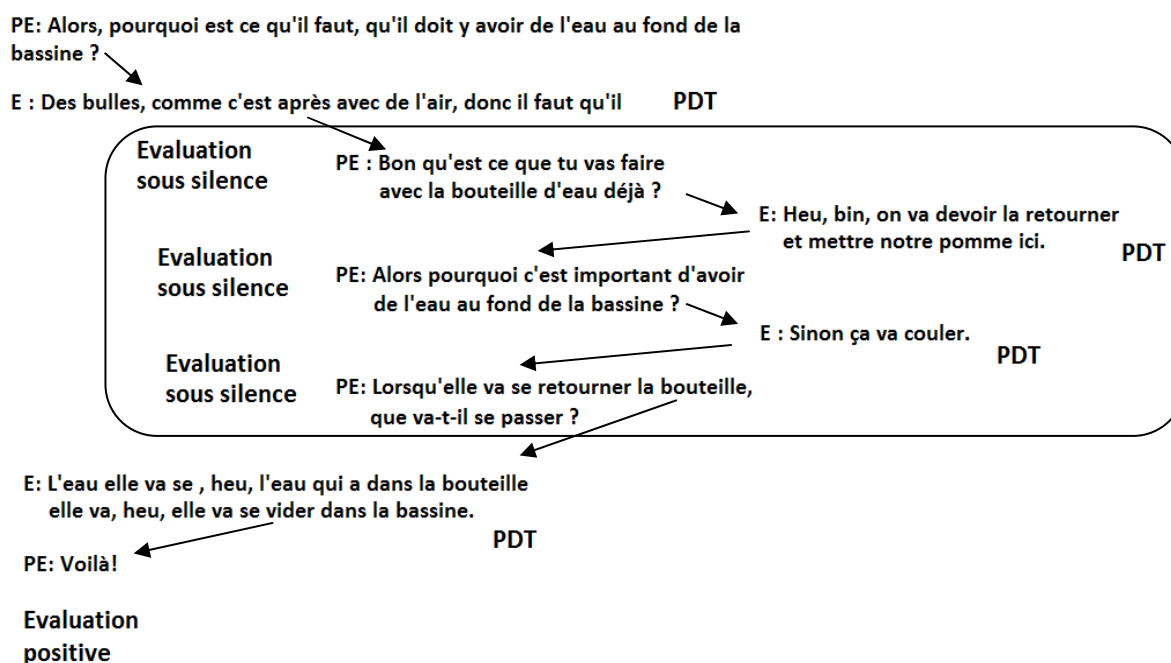 PE: Alors, pourquoi est ce qu'il faut, qu'il doit y avoir de l'eau au fond de la
bassine ?
E : Des bulles, comme c'est après avec de l'air, donc il faut qu'il PDT
Evaluation
sous silence
PE : Bon qu'est ce que tu vas faire
avec la bouteille d'eau déjà ?
E: Heu, bin, on va devoir la retourner
et mettre notre pomme ici.
PDT
Evaluation
sous silence
PE: Alors pourquoi c'est important d'avoir
de l'eau au fond de la bassine ?
E : Sinon ça va couler.
PDT
Evaluation
sous silence
PE: Lorsqu'elle va se retourner la bouteille,
que va-t-il se passer ?
E: L'eau elle va se , heu, l'eau qui a dans la bouteille
elle va, heu, elle va se vider dans la bassine.
PDT
PE: Voilà!
Evaluation
positive